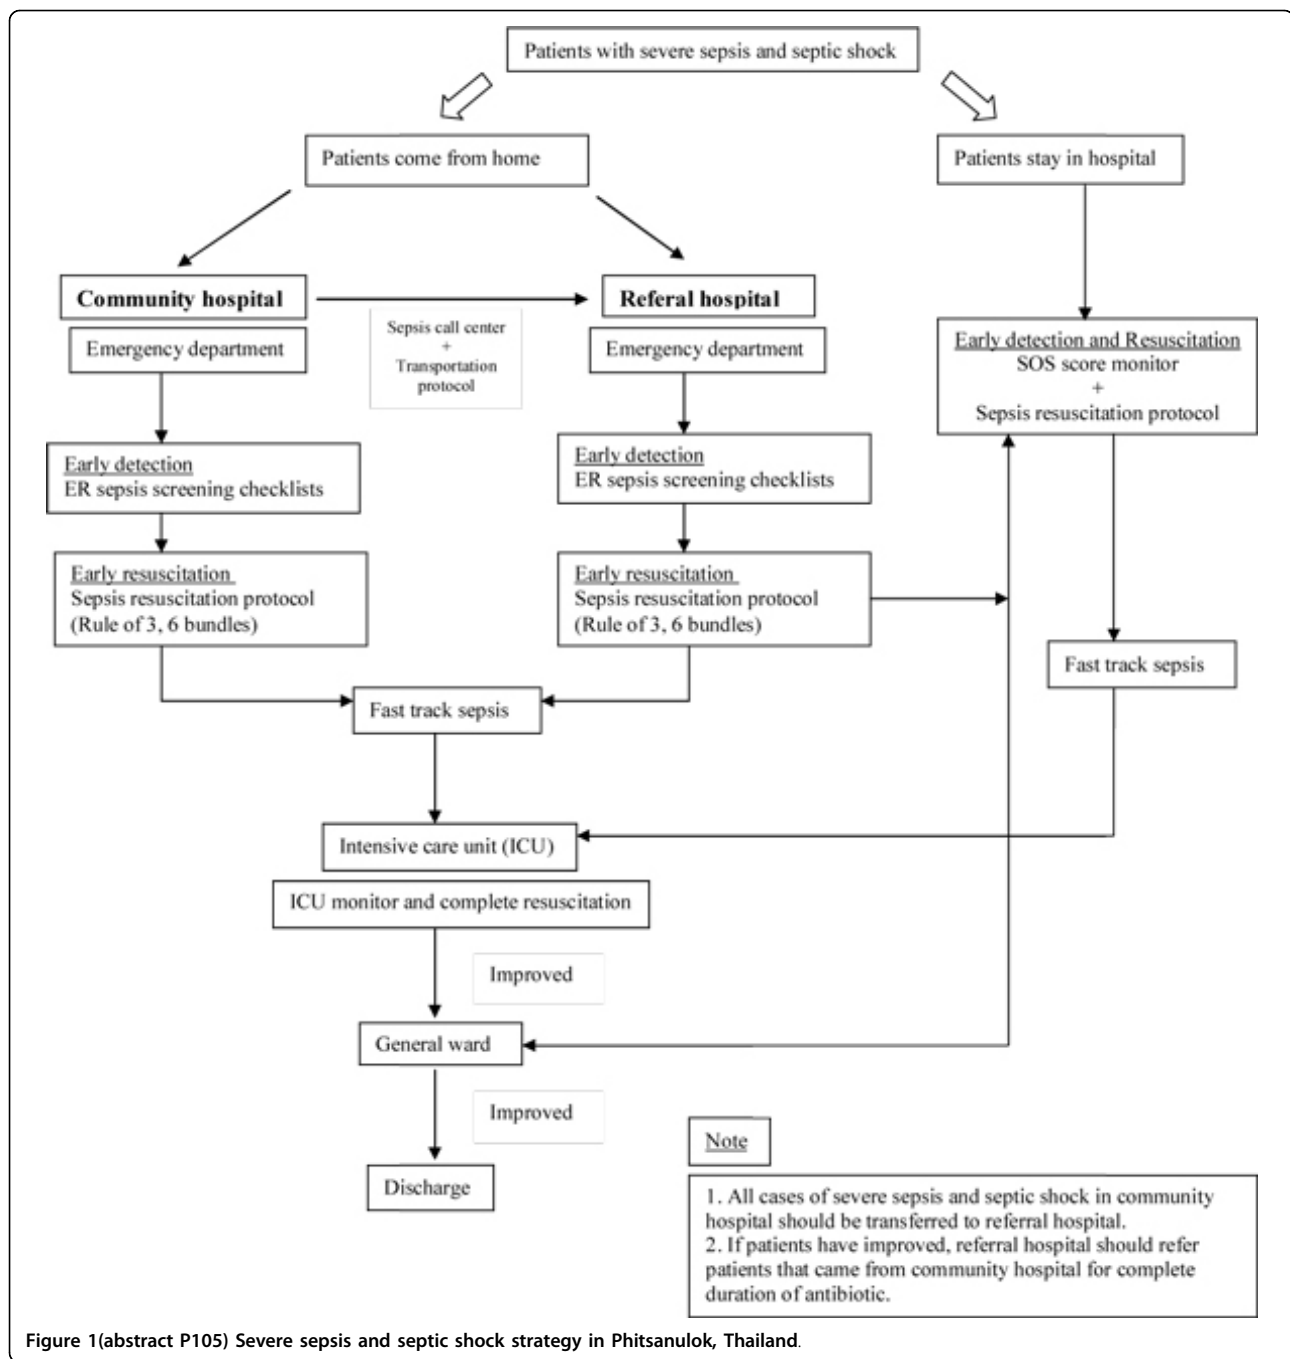 Patients with severe sepsis and septic shock
Patients come from home
Patients stay in hospital
Community hospital
Referal hospital
Emergency department
Sepsis call center
+
Transportation
protocol
Emergency department
Early detection and Resuscitation
SOS score monitor
+
Sepsis resuscitation protocol
Early detection
ER sepsis screening checklists
Early detection
ER sepsis screening checklists
Early resuscitation
Sepsis resuscitation protocol
(Rule of 3, 6 bundles)
Early resuscitation
Sepsis resuscitation protocol
(Rule of 3, 6 bundles)
Fast track sepsis
Fast track sepsis
Intensive care unit (ICU)
ICU monitor and complete resuscitation
Improved
General ward
Improved
Discharge
Note
1. All cases of severe sepsis and septic shock in community
hospital should be transferred to referral hospital.
2. If patients have improved, referral hospital should refer
patients that came from community hospital for complete
duration of antibiotic.
Figure 1(abstract P105) Severe sepsis and septic shock strategy in Phitsanulok, Thailand.